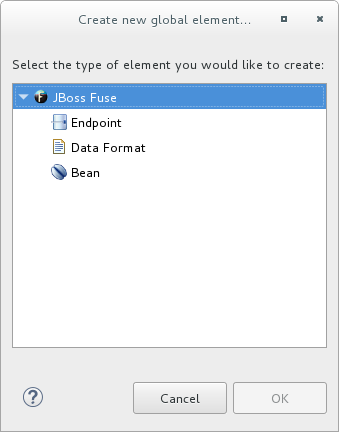 Create new global element...
Select the type of element you would like to create:
JBoss Fuse
Endpoint
Data Format
Bean
Cancel
OK